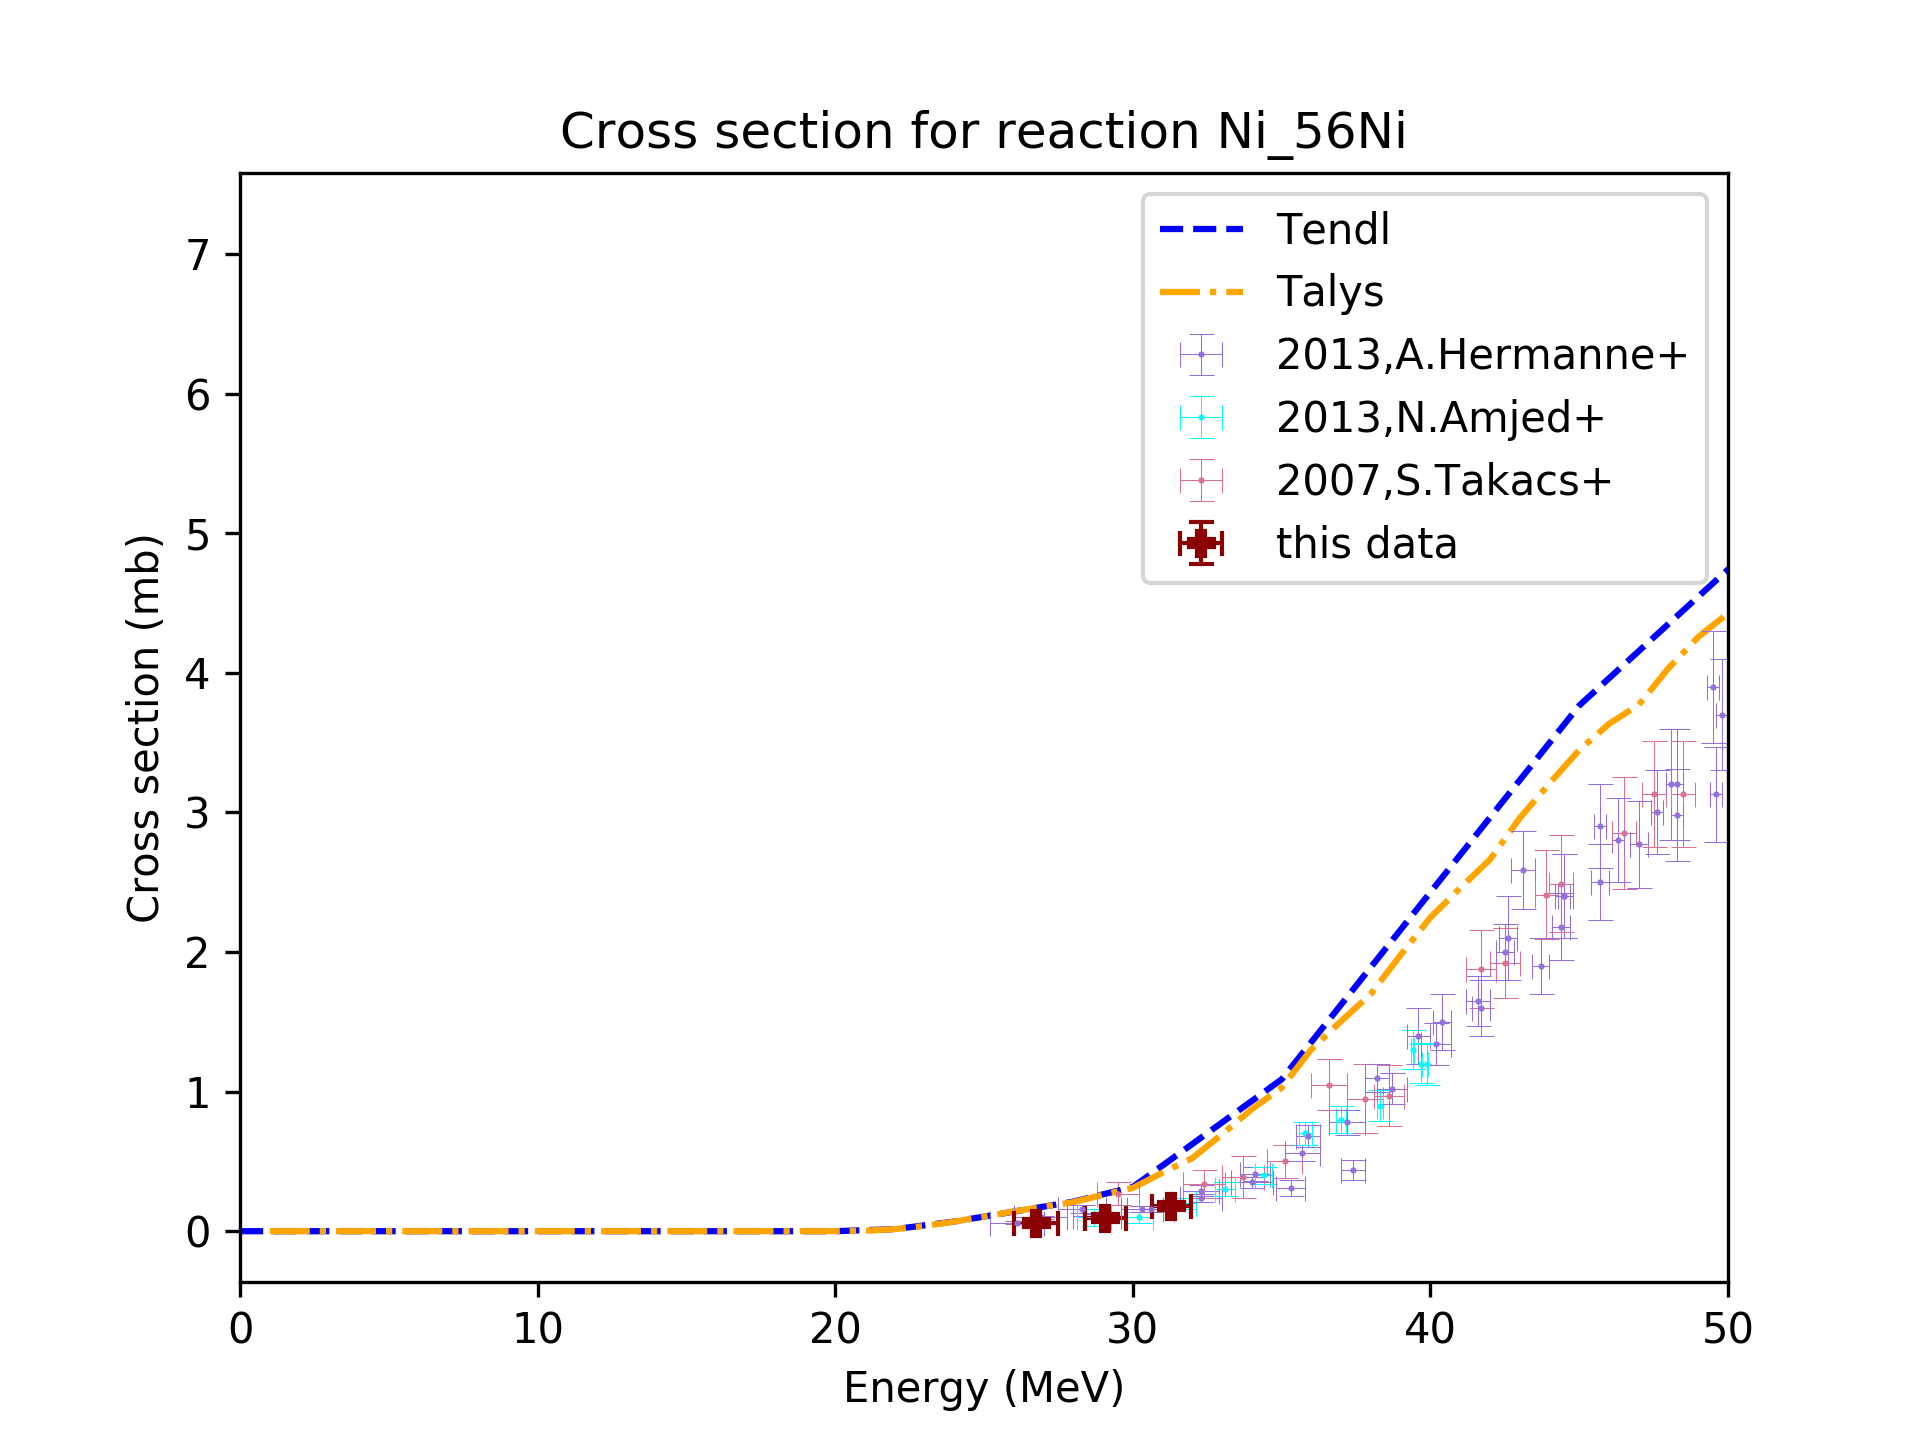 Cross section for reaction Ni_56Ni
Tendl
Talys
2013,A.Hermanne+
2013,N.Amjed+
2007,S.Takacs+
this data
Cross section (mb)
7
6
5
4
3
2
1
0
0 10 20 30 40 50
Energy (MeV)